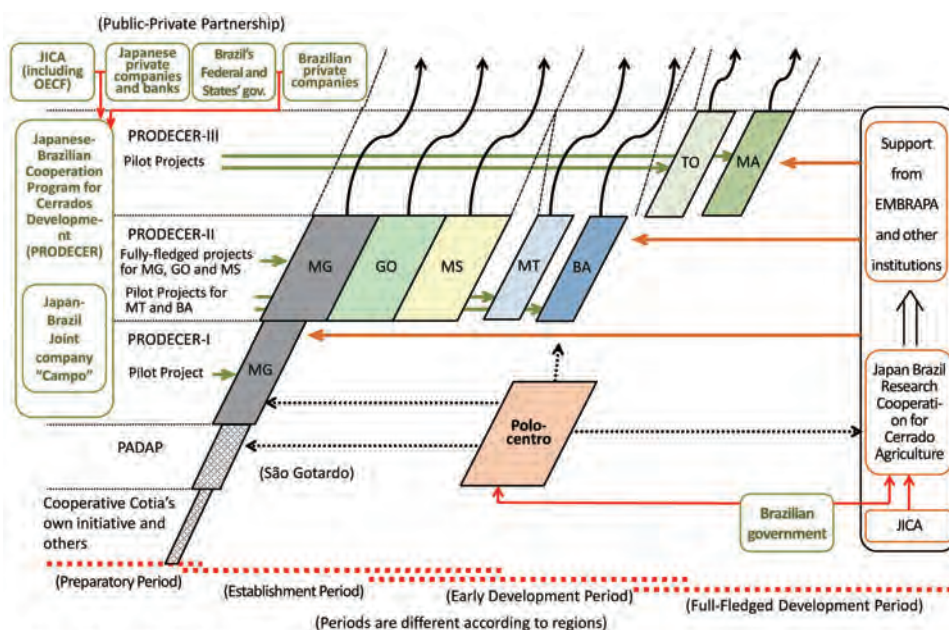 (Public-Private Partnership)
JICA
(including
OECF)
Japanese
private
companies
and banks
Brazil's
Federal and
States' gov.
Brazilian
private
companies
Japanese-
Brazilian
Cooperation
Program for
Cerrados
Developme-
nt
(PRODECER)
Japan-
Brazil
Joint
company
"Campo"
PRODECER-III
Pilot Projects
TO
MA
PRODECER-II
Fully-fledged projects
for MG, GO and MS
Pilot Projects for
MT and BA
MG
GO
MS
MT
BA
PRODECER-I
Pilot Project
MG
PADAP
(São Gotardo)
Cooperative Cotia's
own initiative and
others
Polo-
centro
Support
from
EMBRAPA
and other
institutions
Japan Brazil
Research
Cooperati-
on for
Cerrado
Agriculture
JICA
Brazilian
government
(Preparatory Period)
(Establishment Period)
(Early Development Period)
(Full-Fledged Development Period)
(Periods are different according to regions)